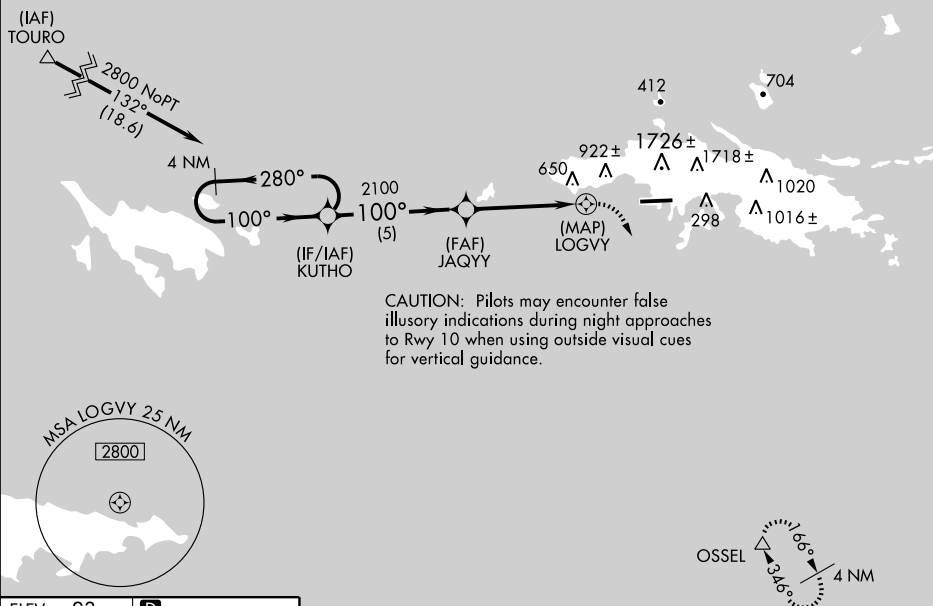 (IAF)
TOURO
2800 NoPT
132°
(18.6)
4 NM
280°
100°
2100
100°
(5)
(IF/IAF)
KUTHO
(FAF)
JAQYY
(MAP)
LOGVY
412
704
650
922±
1726±
1718±
1020
298
1016±
CAUTION: Pilots may encounter false
illusory indications during night approaches
to Rwy 10 when using outside visual cues
for vertical guidance.
MSA LOGVY 25 NM
2800
OSSEL
166°
346°
4 NM
ELEV
D